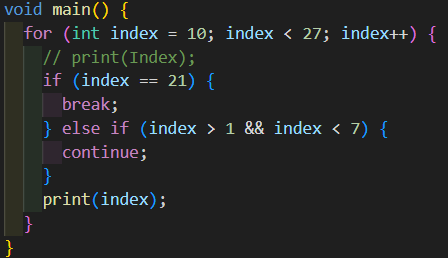 void main() {
  for (int index = 10; index < 27; index++) {
    // print(Index);
    if (index == 21) {
      break;
    } else if (index > 1 && index < 7) {
      continue;
    }
    print(index);
  }
}